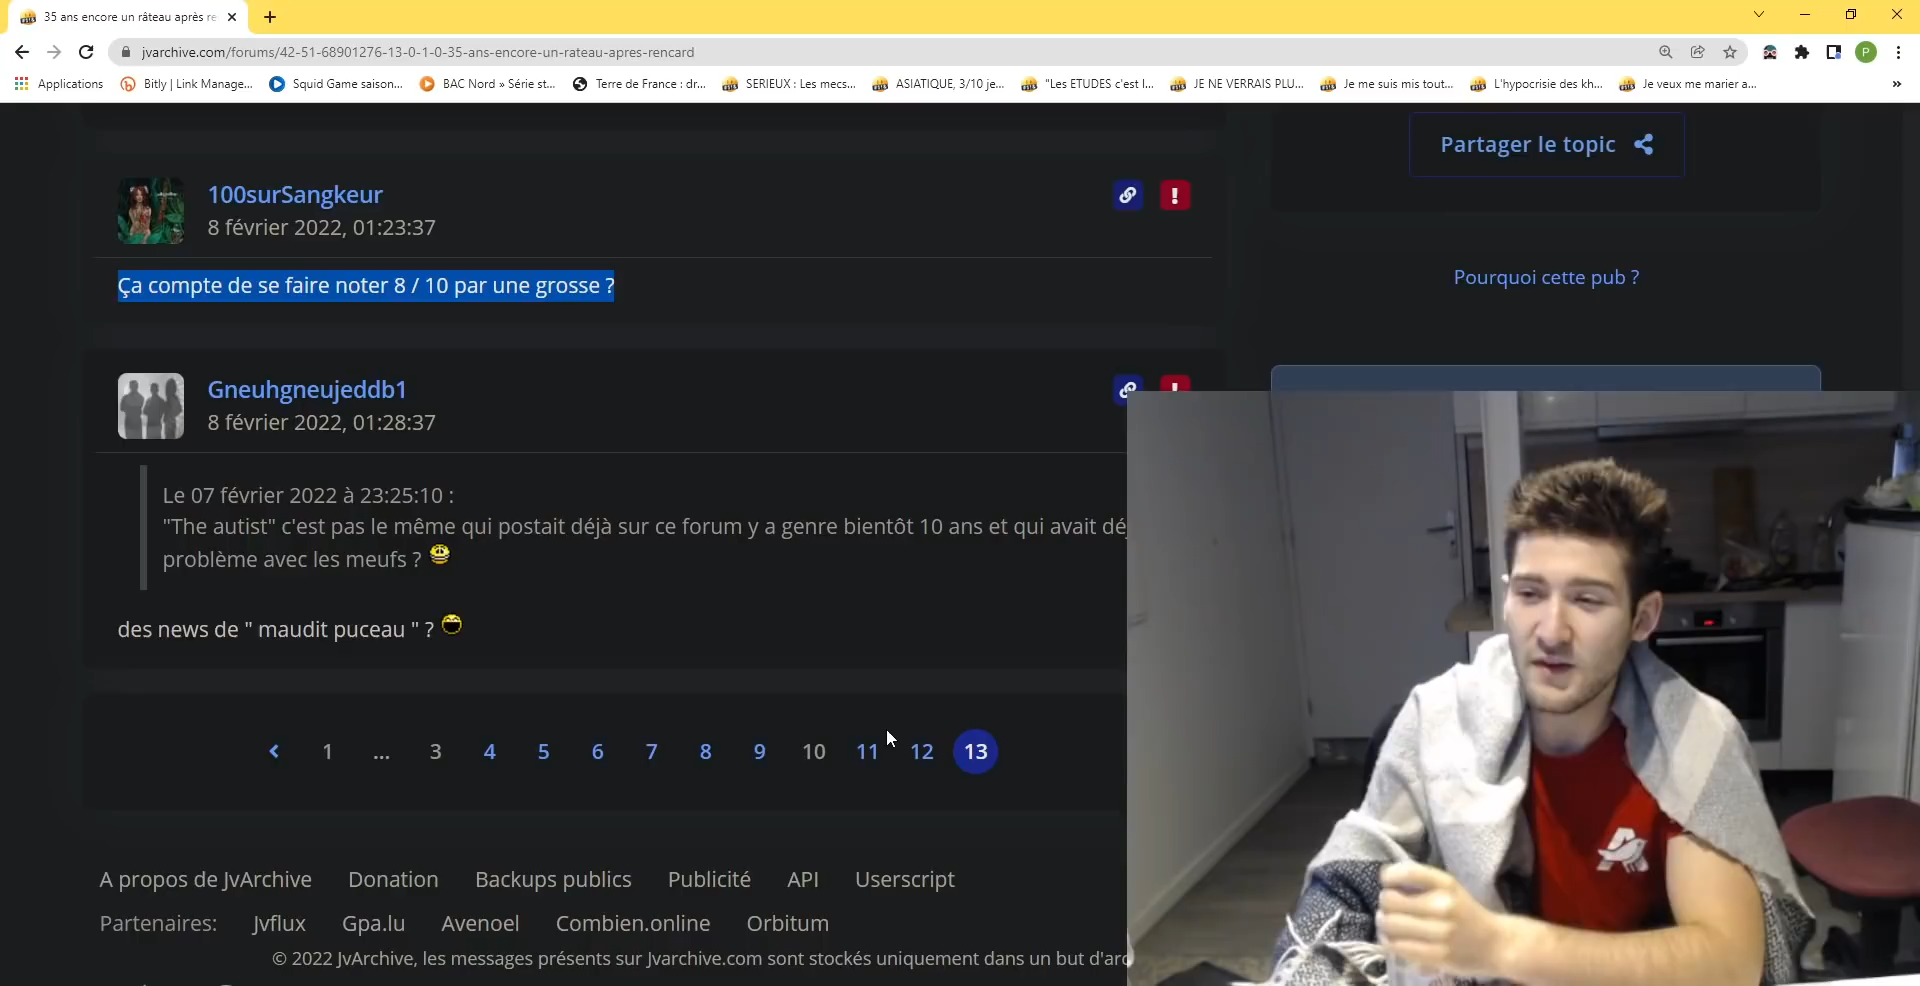 35 ans encore un râteau après re
jvarchive.com/forums/42-51-68901276-13-0-1-0-35-ans-encore-un-rateau-apres-rencard
P
Applications
Bitly | Link Manage...
Squid Game saison...
BAC Nord » Série st...
Terre de France : dr...
SERIEUX : Les mecs...
ASIATIQUE, 3/10 je...
"Les ETUDES c'est l...
JE NE VERRAIS PLU...
Je me suis mis tout...
L'hypocrisie des kh...
Je veux me marier a...
»
Partager le topic
100surSangkeur
8 février 2022, 01:23:37
Ça compte de se faire noter 8 / 10 par une grosse ?
Pourquoi cette pub ?
Gneuhgneujeddb1
8 février 2022, 01:28:37
Le 07 février 2022 à 23:25:10 :
"The autist" c'est pas le même qui postait déjà sur ce forum y a genre bientôt 10 ans et qui avait dé
problème avec les meufs ?
des news de " maudit puceau " ?
1 ... 3 4 5 6 7 8 9 10 11 12 13
A propos de JvArchive Donation Backups publics Publicité API Userscript
Partenaires: Jvflux Gpa.lu Avenoel Combien.online Orbitum
© 2022 JvArchive, les messages présents sur Jvarchive.com sont stockés uniquement dans un but d'arc